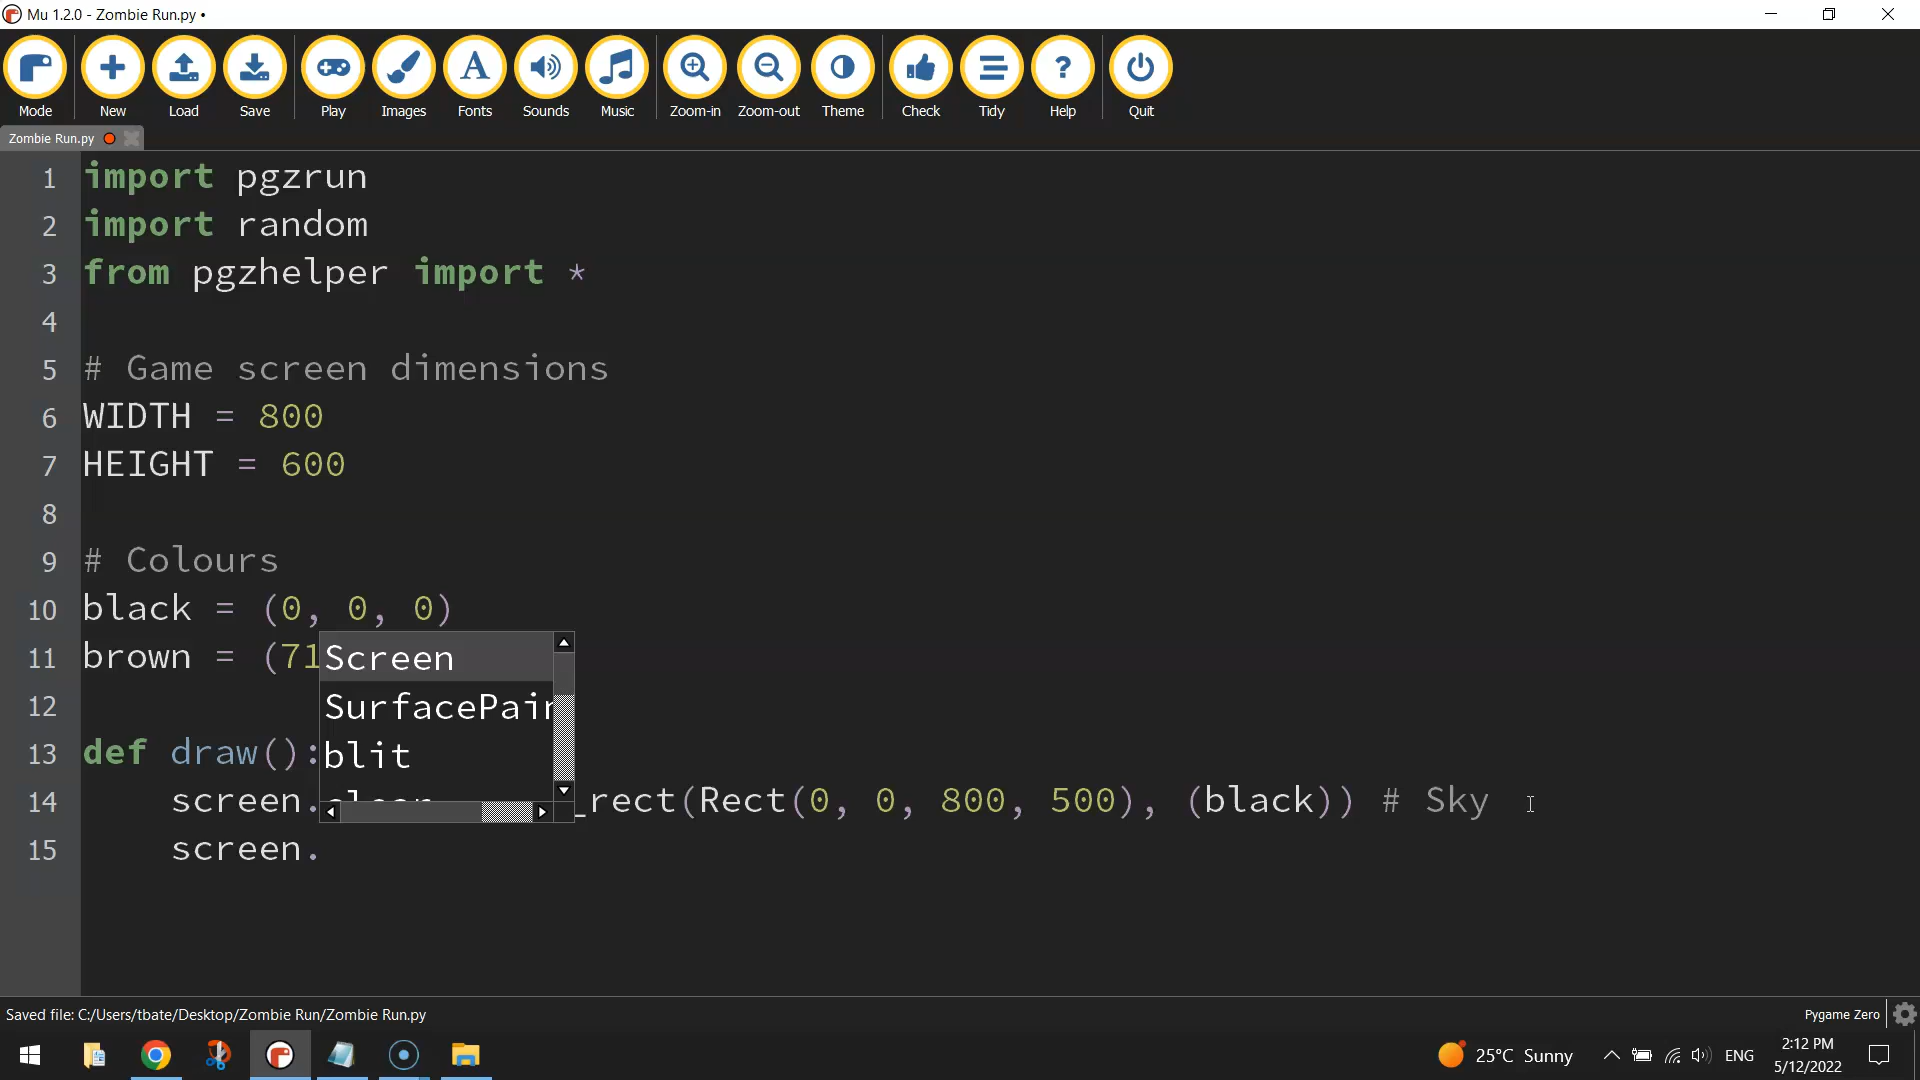 Mu 1.2.0 - Zombie Run.py •
Mode New Load Save Play Images Fonts Sounds Music Zoom-in Zoom-out Theme Check Tidy Help Quit
Zombie Run.py
1 import pgzrun
2 import random
3 from pgzhelper import *
4
5 # Game screen dimensions
6 WIDTH = 800
7 HEIGHT = 600
8
9 # Colours
10 black = (0, 0, 0)
11 brown = (71
Screen
SurfacePain
blit
12
13 def draw():
14 screen. _rect(Rect(0, 0, 800, 500), (black)) # Sky
15 screen.
Saved file: C:/Users/tbate/Desktop/Zombie Run/Zombie Run.py
Pygame Zero
25°C Sunny
ENG
2:12 PM
5/12/2022